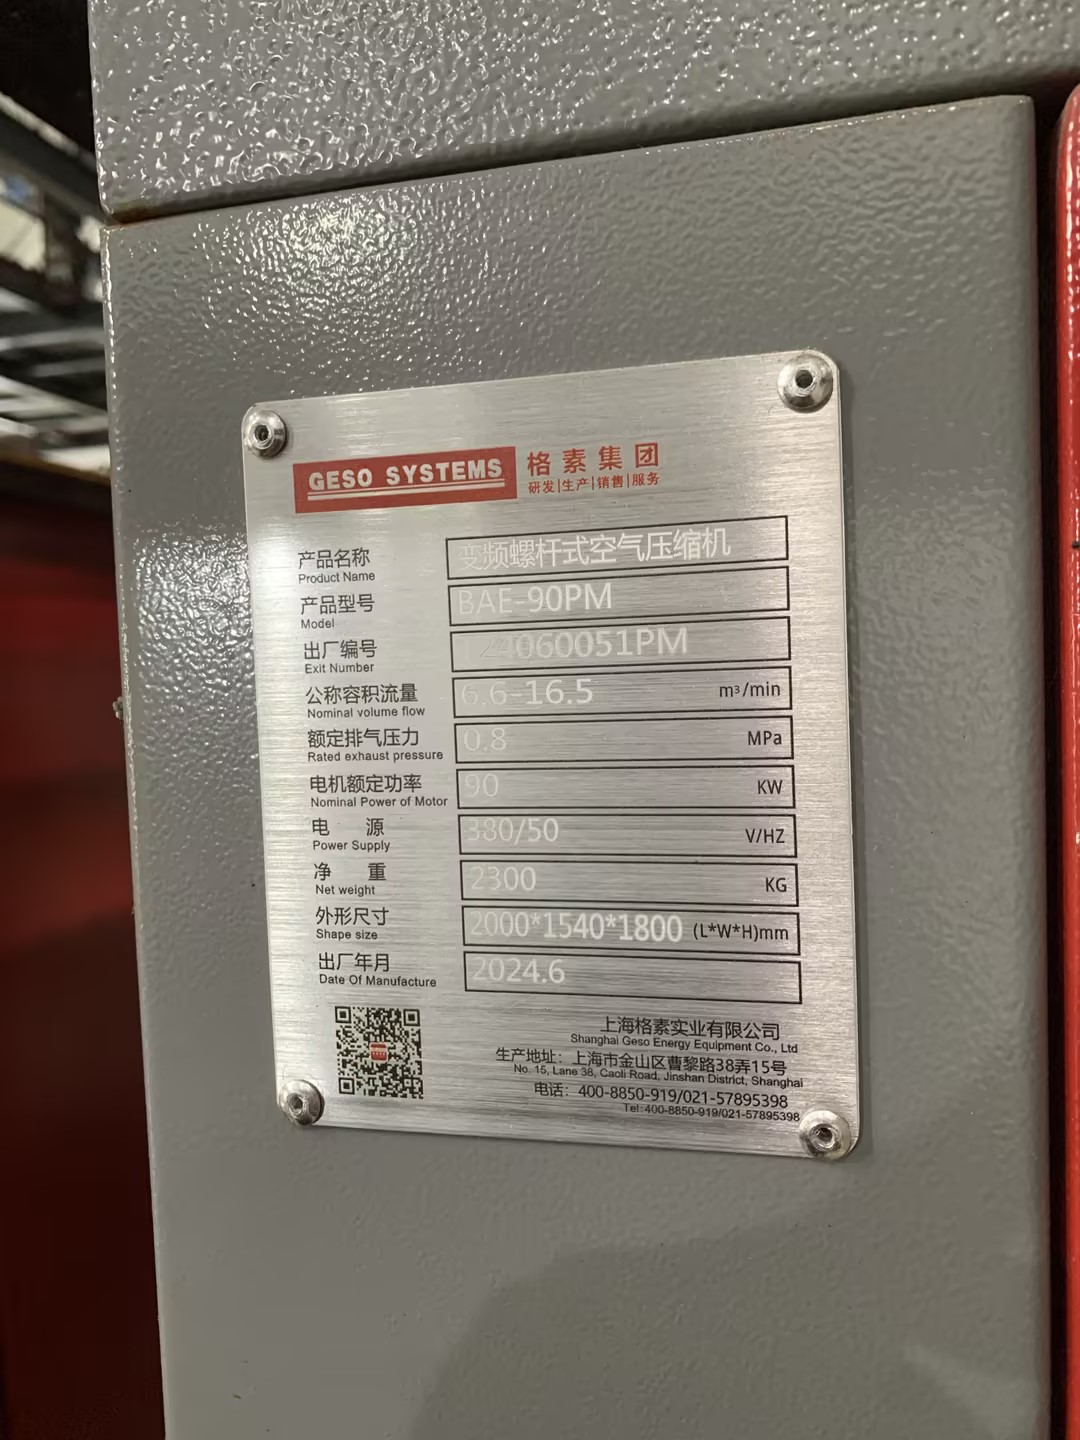 GESO SYSTEMS 格素集团
研发|生产|销售|服务
产品名称 变频螺杆式空气压缩机
Product Name
产品型号 BAE-90PM
Model
出厂编号 060051PM
Exit Number
公称容积流量 6.6-16.5 m³/min
Nominal volume flow
额定排气压力 0.8 MPa
Rated exhaust pressure
电机额定功率 90 KW
Nominal Power of Motor
电 源 380/50 V/HZ
Power Supply
净 重 2300 KG
Net weight
外形尺寸 2000*1540*1800 (L*W*H)mm
Shape size
出厂年月 2024.6
Date Of Manufacture
上海格素实业有限公司
Shanghai Geso Energy Equipment Co., Ltd
生产地址：上海市金山区曹黎路38弄15号
No. 15, Lane 38, Caoli Road, Jinshan District, Shanghai
电话：400-8850-919/021-57895398
Tel:400-8850-919/021-57895398